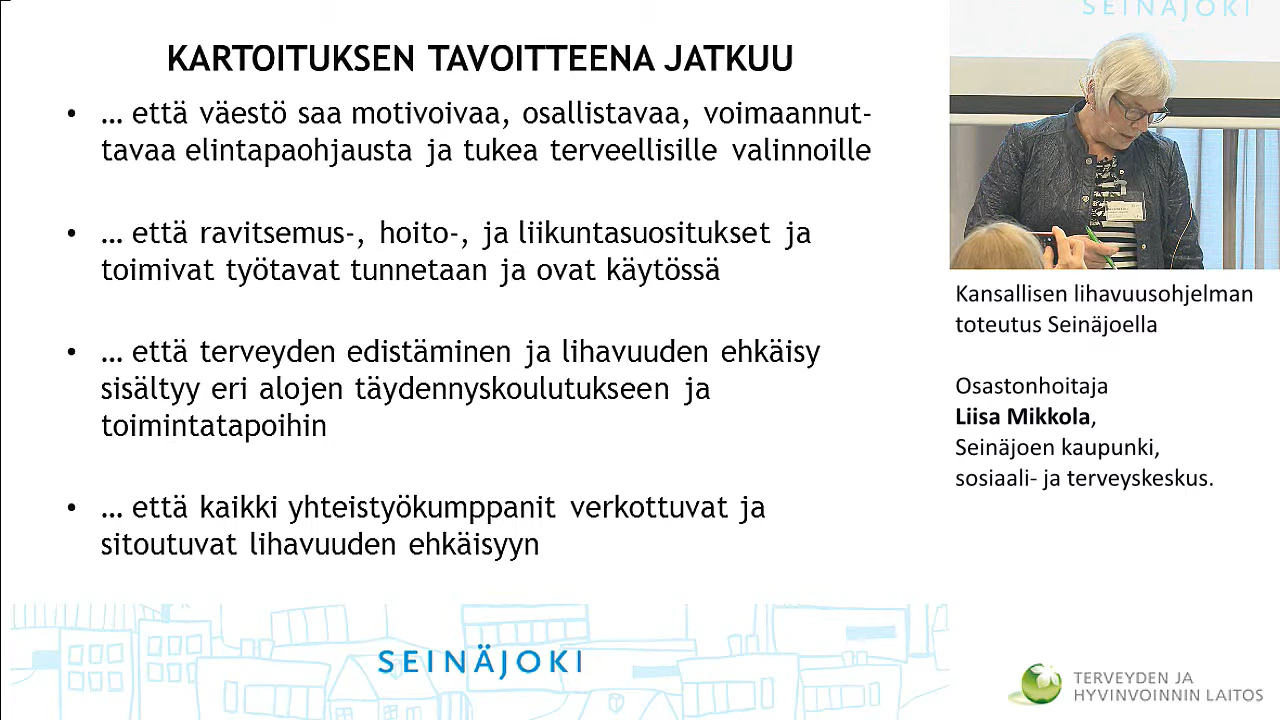 KARTOITUKSEN TAVOITTEENA JATKUU
• … että väestö saa motivoivaa, osallistavaa, voimaannut-
tavaa elintapaohjausta ja tukea terveellisille valinnoille
• … että ravitsemus-, hoito-, ja liikuntasuositukset ja
toimivat työtavat tunnetaan ja ovat käytössä
• … että terveyden edistäminen ja lihavuuden ehkäisy
sisältyy eri alojen täydennyskoulutukseen ja
toimintatapoihin
• … että kaikki yhteistyökumppanit verkottuvat ja
sitoutuvat lihavuuden ehkäisyyn
SEINÄJOKI
SEINÄJOKI
Kansallisen lihavuusohjelman
toteutus Seinäjoella
Osastonhoitaja
Liisa Mikkola,
Seinäjoen kaupunki,
sosiaali- ja terveyskeskus.
TERVEYDEN JA
HYVINVOINNIN LAITOS